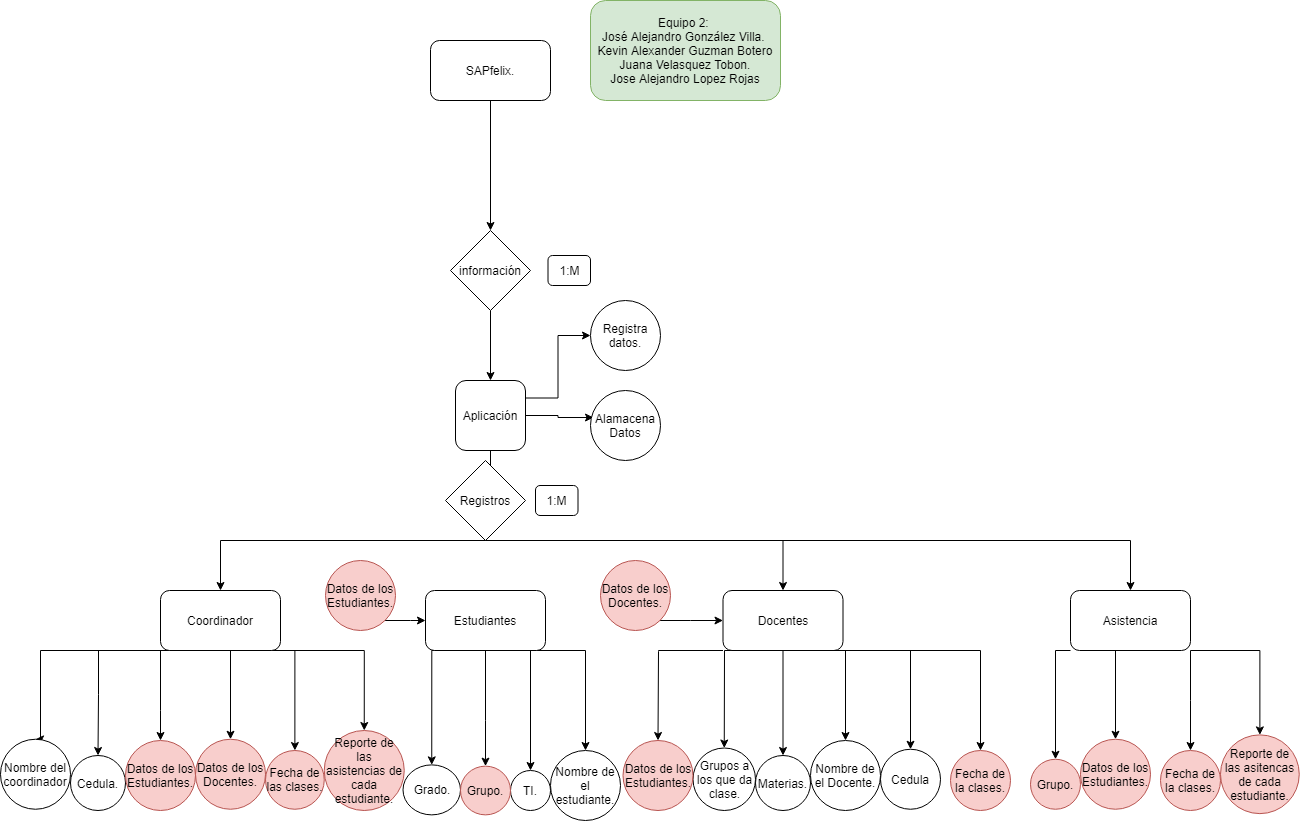 Equipo 2:
José Alejandro González Villa.
Kevin Alexander Guzman Botero
Juana Velasquez Tobon.
Jose Alejandro Lopez Rojas
SAPfelix.
información
1:M
Registra
datos.
Aplicación
Alamacena
Datos
Registros
1:M
Datos de los
Estudiantes.
Datos de los
Docentes.
Coordinador
Estudiantes
Docentes
Asistencia
Nombre del
coordinador
Cedula.
Datos de los
Estudiantes.
Datos de los
Docentes.
Fecha de
las clases.
Reporte de
las
asistencias de
cada
estudiante.
Grado.
Grupo.
TI.
Nombre de
el
estudiante.
Datos de los
Estudiantes.
Grupos a
los que da
clase.
Materias.
Nombre de
el Docente.
Cedula
Fecha de
la clases.
Grupo.
Datos de los
Estudiantes.
Fecha de
la clases.
Reporte de
las asitencas
de cada
estudiante.